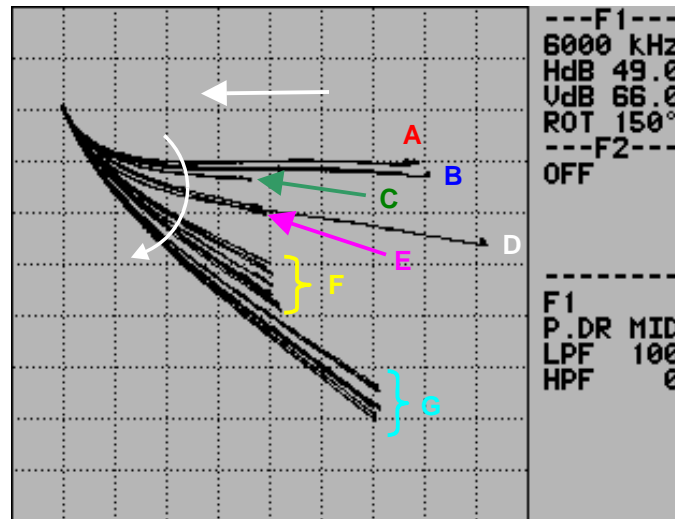 ---F1---
6000 kHz
HdB 49.0
VdB 66.0
ROT 150°
---F2---
OFF
--------
F1
P.DR MID
LPF 100
HPF 0
A
B
C
D
E
F
G